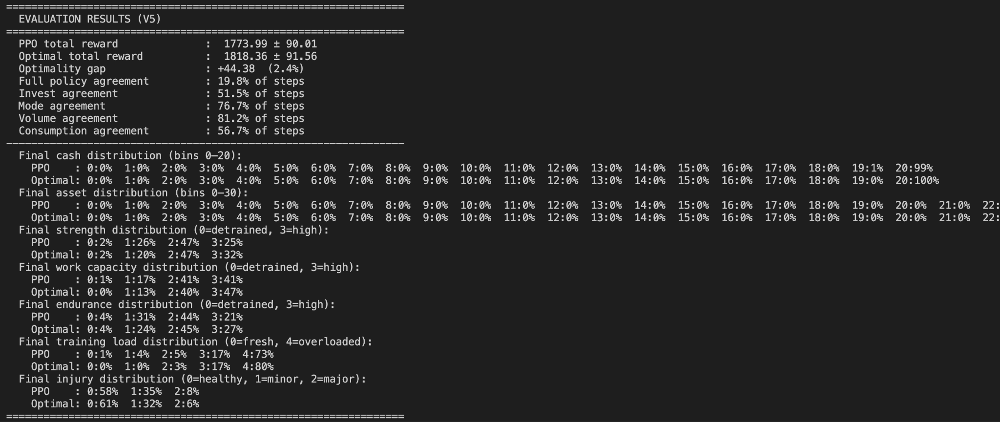 ================================================================
EVALUATION RESULTS (V5)
================================================================
PPO total reward : 1773.99 ± 90.01
Optimal total reward : 1818.36 ± 91.56
Optimality gap : +44.38 (2.4%)
Full policy agreement : 19.8% of steps
Invest agreement : 51.5% of steps
Mode agreement : 76.7% of steps
Volume agreement : 81.2% of steps
Consumption agreement : 56.7% of steps
────────────────────────────────────────────────────────────────
Final cash distribution (bins 0–20):
PPO : 0:0% 1:0% 2:0% 3:0% 4:0% 5:0% 6:0% 7:0% 8:0% 9:0% 10:0% 11:0% 12:0% 13:0% 14:0% 15:0% 16:0% 17:0% 18:0% 19:1% 20:99%
Optimal: 0:0% 1:0% 2:0% 3:0% 4:0% 5:0% 6:0% 7:0% 8:0% 9:0% 10:0% 11:0% 12:0% 13:0% 14:0% 15:0% 16:0% 17:0% 18:0% 19:0% 20:100%
Final asset distribution (bins 0–30):
PPO : 0:0% 1:0% 2:0% 3:0% 4:0% 5:0% 6:0% 7:0% 8:0% 9:0% 10:0% 11:0% 12:0% 13:0% 14:0% 15:0% 16:0% 17:0% 18:0% 19:0% 20:0% 21:0% 22:
Optimal: 0:0% 1:0% 2:0% 3:0% 4:0% 5:0% 6:0% 7:0% 8:0% 9:0% 10:0% 11:0% 12:0% 13:0% 14:0% 15:0% 16:0% 17:0% 18:0% 19:0% 20:0% 21:0% 22:
Final strength distribution (0=detrained, 3=high):
PPO : 0:2% 1:26% 2:47% 3:25%
Optimal: 0:2% 1:20% 2:47% 3:32%
Final work capacity distribution (0=detrained, 3=high):
PPO : 0:1% 1:17% 2:41% 3:41%
Optimal: 0:0% 1:13% 2:40% 3:47%
Final endurance distribution (0=detrained, 3=high):
PPO : 0:4% 1:31% 2:44% 3:21%
Optimal: 0:4% 1:24% 2:45% 3:27%
Final training load distribution (0=fresh, 4=overloaded):
PPO : 0:1% 1:4% 2:5% 3:17% 4:73%
Optimal: 0:0% 1:0% 2:3% 3:17% 4:80%
Final injury distribution (0=healthy, 1=minor, 2=major):
PPO : 0:58% 1:35% 2:8%
Optimal: 0:61% 1:32% 2:6%
================================================================